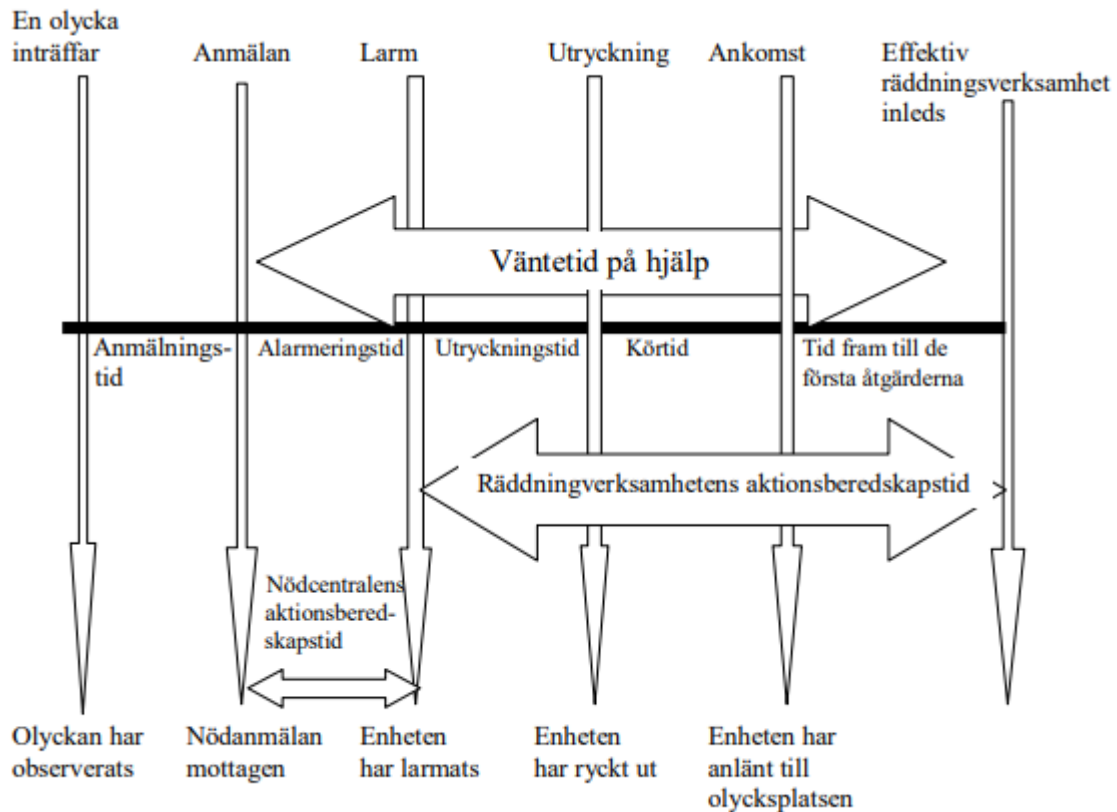 En olycka
inträffar
Anmälan
Larm
Utryckning
Ankomst
Effektiv
räddningsverksamhet
inleds
Väntetid på hjälp
Anmälnings-
tid
Alarmeringstid
Utryckningstid
Körtid
Tid fram till de
första åtgärderna
Räddningverksamhetens aktionsberedskapstid
Nödcentralens
aktionsbered-
skapstid
Olyckan har
observerats
Nödanmälan
mottagen
Enheten
har larmats
Enheten
har ryckt ut
Enheten har
anlänt till
olycksplatsen